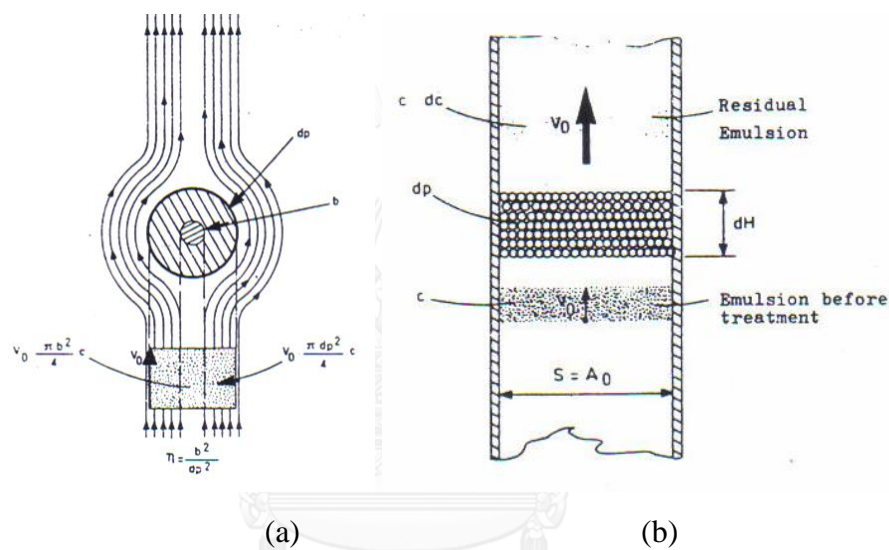 dp
b
V₀ πb²/4 c
V₀
V₀ πdp²/4 c
η = b²/dp²
(a)
c dc
V₀
Residual
Emulsion
dp
dH
c
V₀
Emulsion before
treatment
S = A₀
(b)